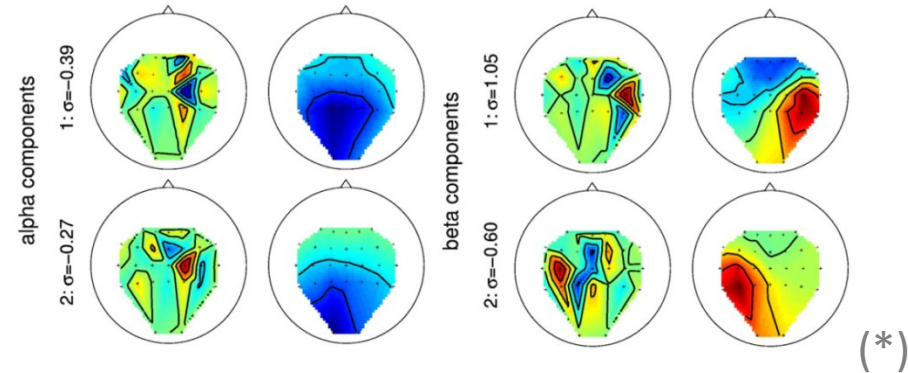 alpha components
1: σ=−0.39
2: σ=−0.27
beta components
1: σ=1.05
2: σ=−0.60
(*)